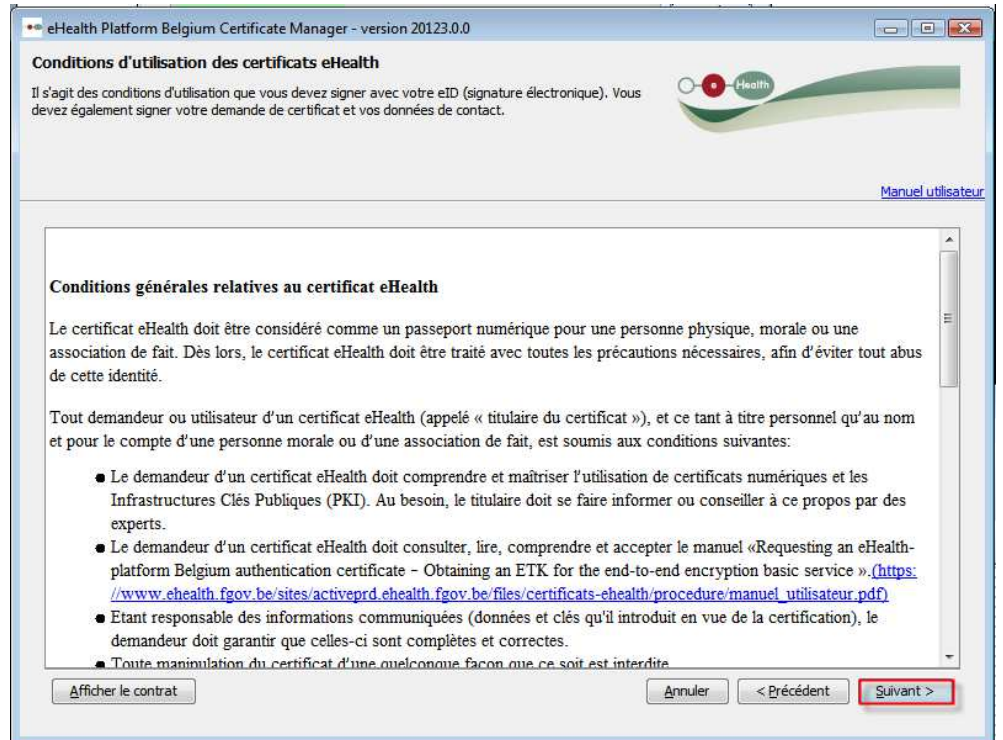 eHealth Platform Belgium Certificate Manager - version 20123.0.0
Conditions d'utilisation des certificats eHealth
Il s'agit des conditions d'utilisation que vous devez signer avec votre eID (signature électronique). Vous
devez également signer votre demande de certificat et vos données de contact.
Health
Manuel utilisateur
Conditions générales relatives au certificat eHealth
Le certificat eHealth doit être considéré comme un passeport numérique pour une personne physique, morale ou une
association de fait. Dès lors, le certificat eHealth doit être traité avec toutes les précautions nécessaires, afin d'éviter tout abus
de cette identité.
Tout demandeur ou utilisateur d'un certificat eHealth (appelé « titulaire du certificat »), et ce tant à titre personnel qu'au nom
et pour le compte d'une personne morale ou d'une association de fait, est soumis aux conditions suivantes:
● Le demandeur d'un certificat eHealth doit comprendre et maîtriser l'utilisation de certificats numériques et les
Infrastructures Clés Publiques (PKI). Au besoin, le titulaire doit se faire informer ou conseiller à ce propos par des
experts.
● Le demandeur d'un certificat eHealth doit consulter, lire, comprendre et accepter le manuel «Requesting an eHealth-
platform Belgium authentication certificate - Obtaining an ETK for the end-to-end encryption basic service ».(https:
//www.ehealth.fgov.be/sites/activeprd.ehealth.fgov.be/files/certificats-ehealth/procedure/manuel_utilisateur.pdf)
● Etant responsable des informations communiquées (données et clés qu'il introduit en vue de la certification), le
demandeur doit garantir que celles-ci sont complètes et correctes.
● Toute manipulation du certificat d'une quelconque façon que ce soit est interdite
Afficher le contrat
Annuler
< Précédent
Suivant >